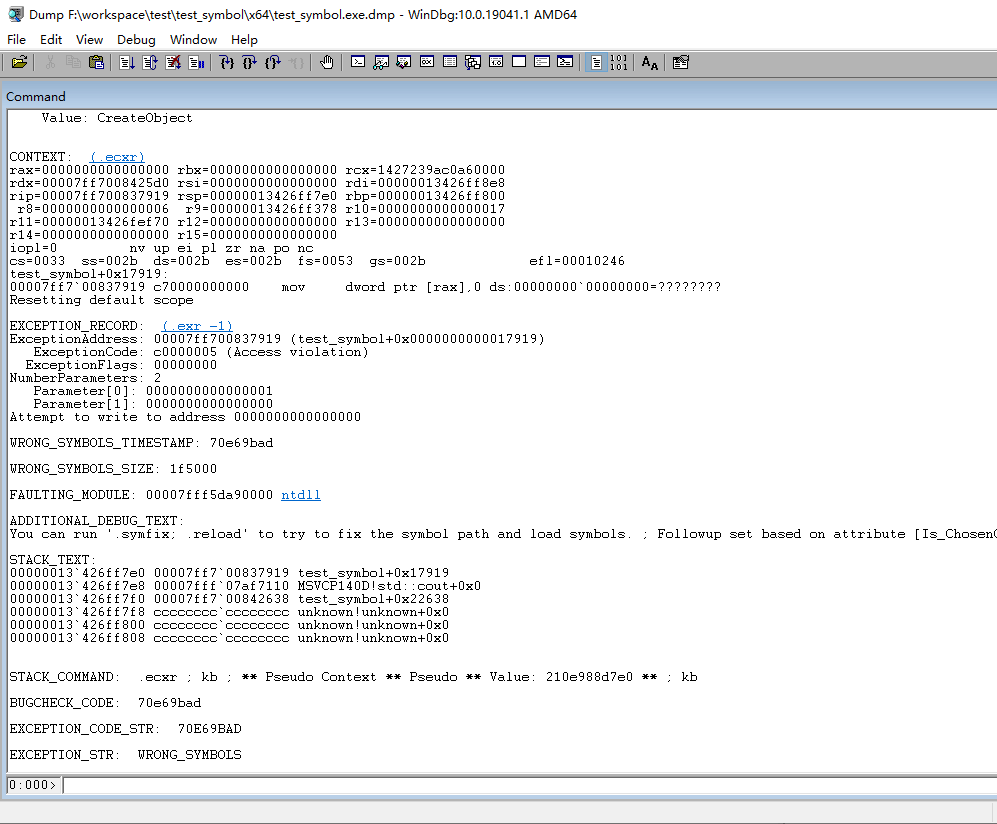 Dump F:\workspace\test\test_symbol\x64\test_symbol.exe.dmp - WinDbg:10.0.19041.1 AMD64
File Edit View Debug Window Help
Command
Value: CreateObject
CONTEXT: (.ecxr)
rax=0000000000000000 rbx=0000000000000000 rcx=1427239ac0a60000
rdx=00007ff7008425d0 rsi=0000000000000000 rdi=00000013426ff8e8
rip=00007ff700837919 rsp=00000013426ff7e0 rbp=00000013426ff800
r8=0000000000000006 r9=00000013426ff378 r10=0000000000000017
r11=00000013426fef70 r12=0000000000000000 r13=0000000000000000
r14=0000000000000000 r15=0000000000000000
iopl=0 nv up ei pl zr na po nc
cs=0033 ss=002b ds=002b es=002b fs=0053 gs=002b efl=00010246
test_symbol+0x17919:
00007ff7`00837919 c70000000000 mov dword ptr [rax],0 ds:00000000`00000000=????????
Resetting default scope
EXCEPTION_RECORD: (.exr -1)
ExceptionAddress: 00007ff700837919 (test_symbol+0x0000000000017919)
ExceptionCode: c0000005 (Access violation)
ExceptionFlags: 00000000
NumberParameters: 2
Parameter[0]: 0000000000000001
Parameter[1]: 0000000000000000
Attempt to write to address 0000000000000000
WRONG_SYMBOLS_TIMESTAMP: 70e69bad
WRONG_SYMBOLS_SIZE: 1f5000
FAULTING_MODULE: 00007fff5da90000 ntdll
ADDITIONAL_DEBUG_TEXT:
You can run '.symfix; .reload' to try to fix the symbol path and load symbols. ; Followup set based on attribute [Is_Chosen
STACK_TEXT:
00000013`426ff7e0 00007ff7`00837919 test_symbol+0x17919
00000013`426ff7e8 00007fff`07af7110 MSVCP140D!std::cout+0x0
00000013`426ff7f0 00007ff7`00842638 test_symbol+0x22638
00000013`426ff7f8 cccccccc`cccccccc unknown!unknown+0x0
00000013`426ff800 cccccccc`cccccccc unknown!unknown+0x0
00000013`426ff808 cccccccc`cccccccc unknown!unknown+0x0
STACK_COMMAND: .ecxr ; kb ; ** Pseudo Context ** Pseudo ** Value: 210e988d7e0 ** ; kb
BUGCHECK_CODE: 70e69bad
EXCEPTION_CODE_STR: 70E69BAD
EXCEPTION_STR: WRONG_SYMBOLS
0:000>